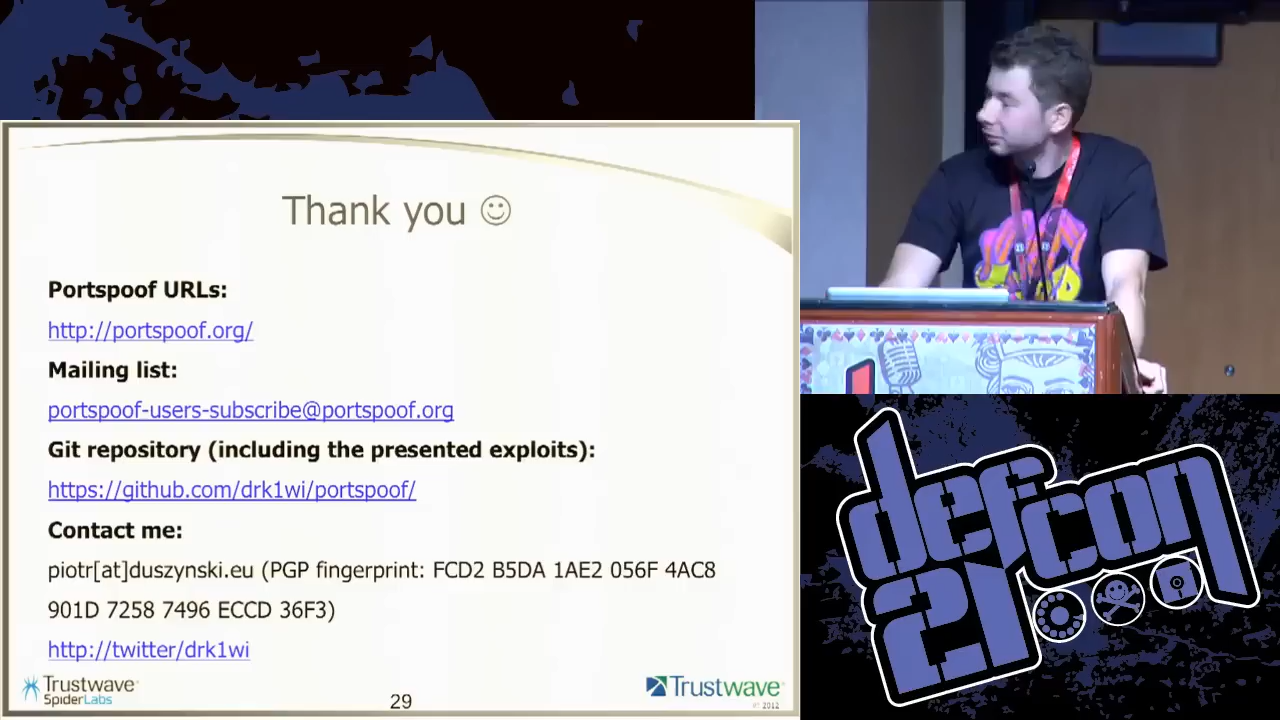 Thank you ☺
Portspoof URLs:
http://portspoof.org/
Mailing list:
portspoof-users-subscribe@portspoof.org
Git repository (including the presented exploits):
https://github.com/drk1wi/portspoof/
Contact me:
piotr[at]duszynski.eu (PGP fingerprint: FCD2 B5DA 1AE2 056F 4AC8
901D 7258 7496 ECCD 36F3)
http://twitter/drk1wi
Trustwave
SpiderLabs
29
Trustwave
© 2012
defcon
21